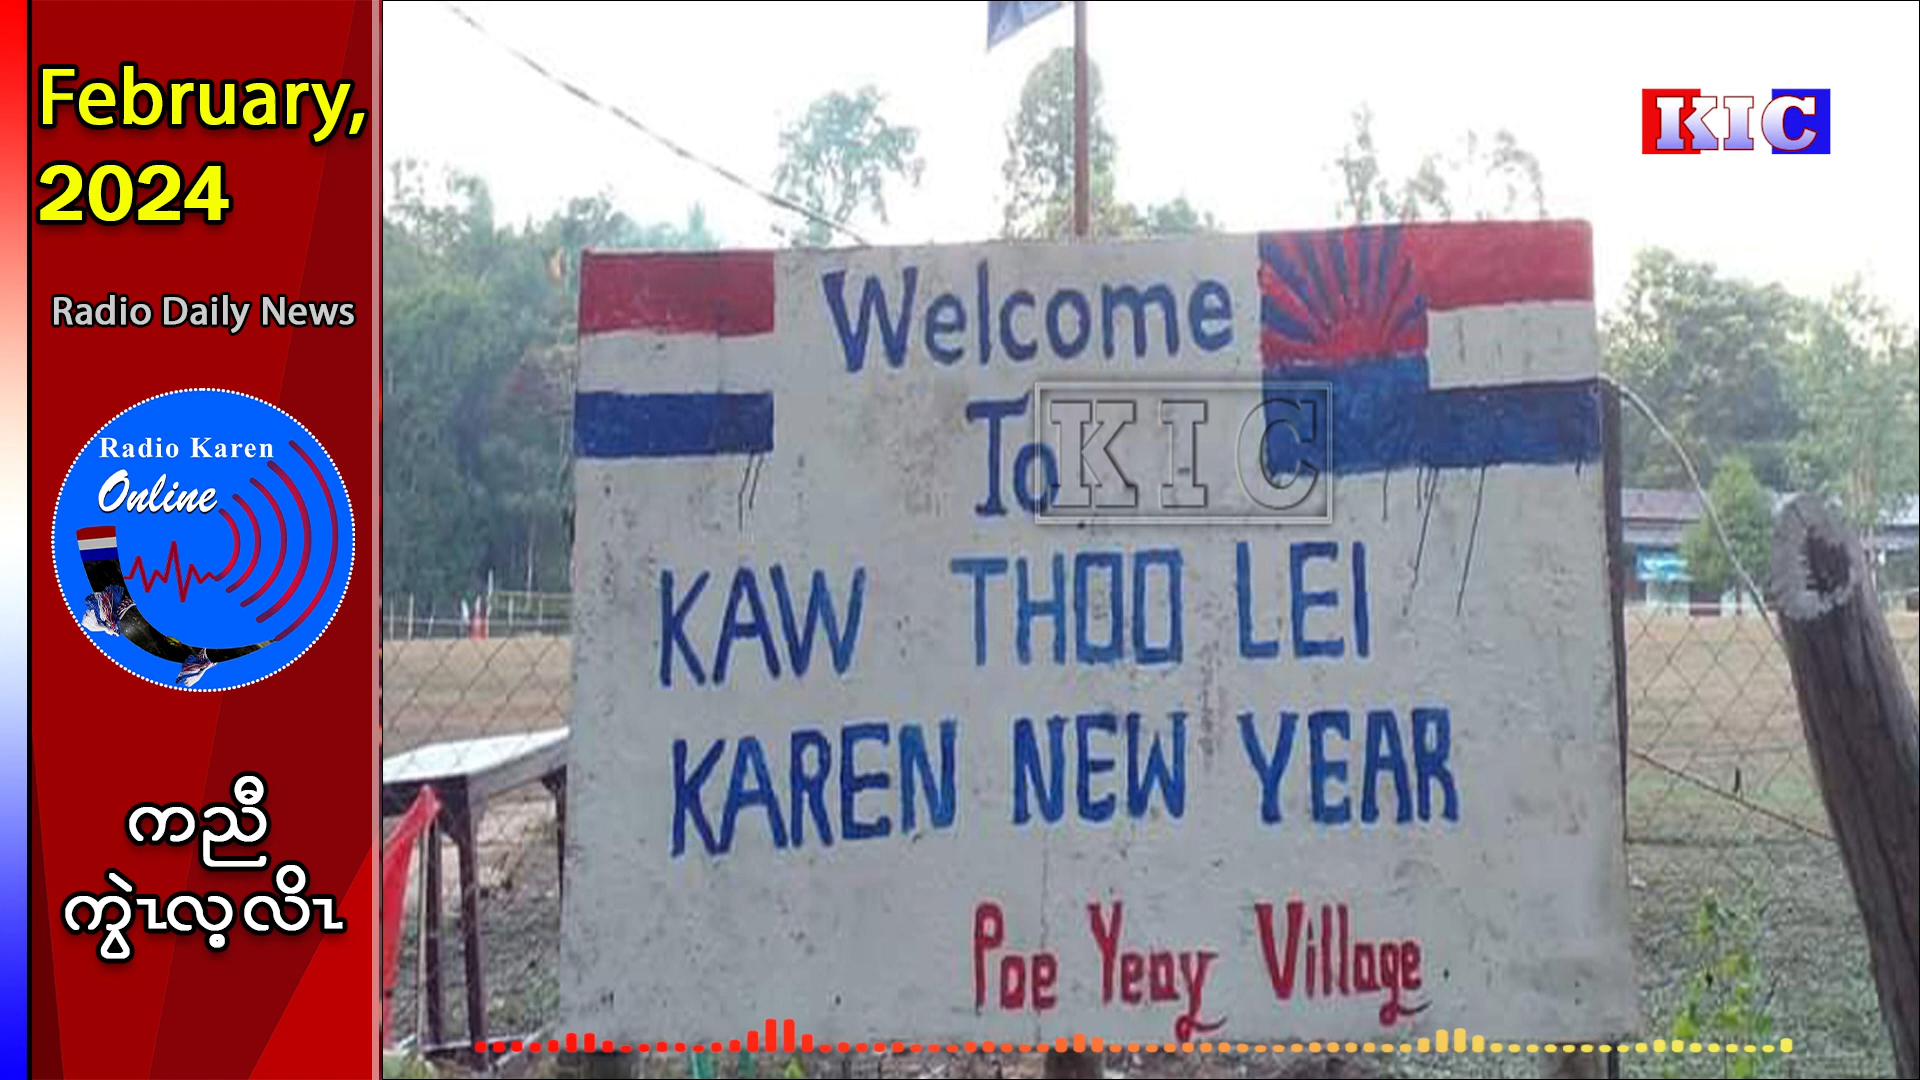 February,
2024
Radio Daily News
Radio Karen
Online
ကညီ
ကွဲၤလ့လိၤ
KIC
Welcome
To
KIC
KAW THOO LEI
KAREN NEW YEAR
Poe Yeay Village